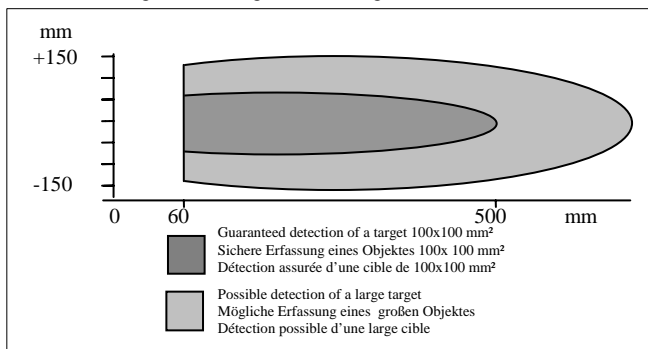 mm
+150
-150
0 60 500 mm
Guaranteed detection of a target 100x100 mm²
Sichere Erfassung eines Objektes 100x 100 mm²
Détection assurée d'une cible de 100x100 mm²
Possible detection of a large target
Mögliche Erfassung eines großen Objektes
Détection possible d'une large cible